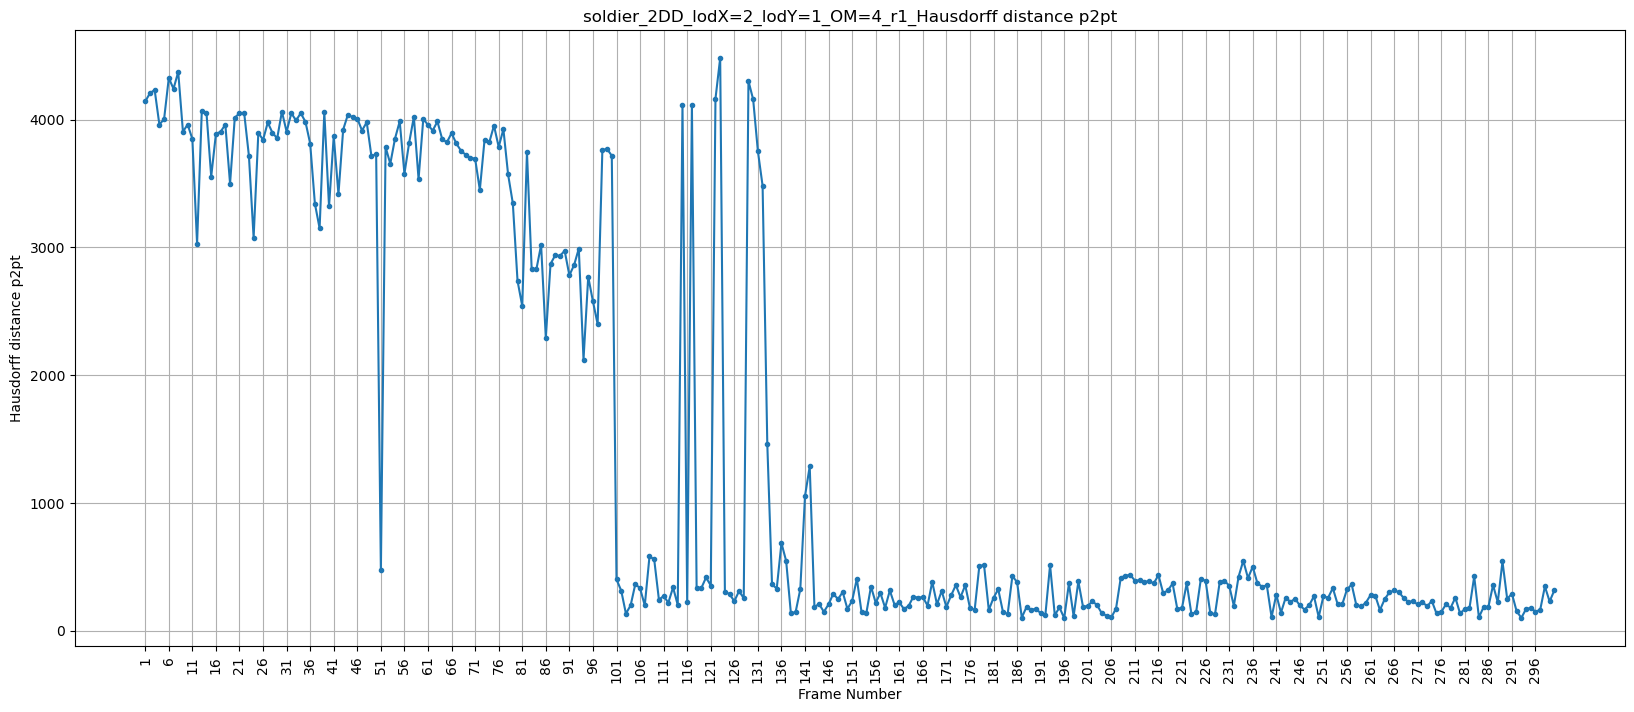 soldier_2DD_lodX=2_lodY=1_OM=4_r1_Hausdorff distance p2pt
Hausdorff distance p2pt
4000
3000
2000
1000
0
1 6 11 16 21 26 31 36 41 46 51 56 61 66 71 76 81 86 91 96 101 106 111 116 121 126 131 136 141 146 151 156 161 166 171 176 181 186 191 196 201 206 211 216 221 226 231 236 241 246 251 256 261 266 271 276 281 286 291 296
Frame Number